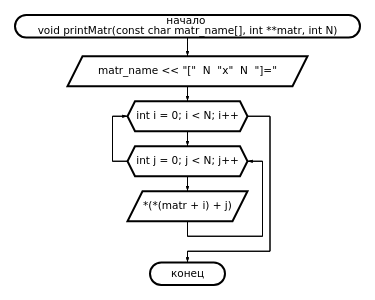 начало
void printMatr(const char matr_name[], int **matr, int N)
matr_name << "["  N  "x"  N  "]="
int i = 0; i < N; i++
int j = 0; j < N; j++
*(*(matr + i) + j)
конец